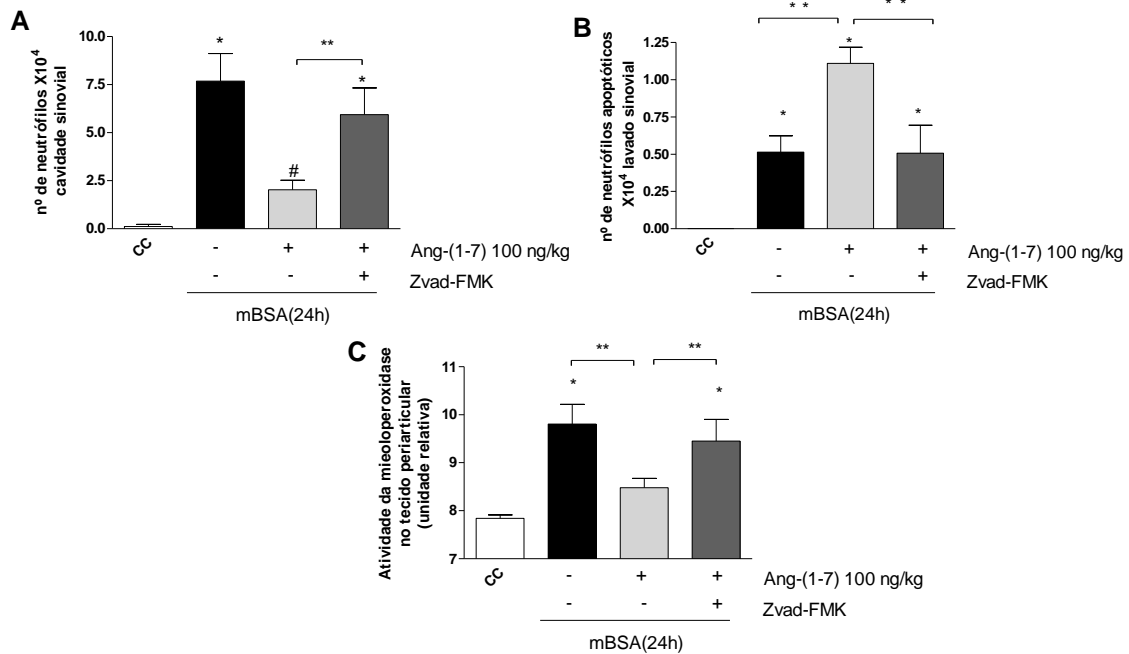 A
nº de neutrófilos X10⁴
cavidade sinovial
10.0
7.5
5.0
2.5
0.0
*
#
**
*
CC
- + + Ang-(1-7) 100 ng/kg
- - + Zvad-FMK
mBSA(24h)
B
nº de neutrófilos apoptóticos
X10⁴ lavado sinovial
1.25
1.00
0.75
0.50
0.25
0.00
* *
* *
*
*
*
CC
- + + Ang-(1-7) 100 ng/kg
- - + Zvad-FMK
mBSA(24h)
C
Atividade da mieoloperoxidase
no tecido periarticular
(unidade relativa)
11
10
9
8
7
**
**
*
*
CC
- + + Ang-(1-7) 100 ng/kg
- - + Zvad-FMK
mBSA(24h)